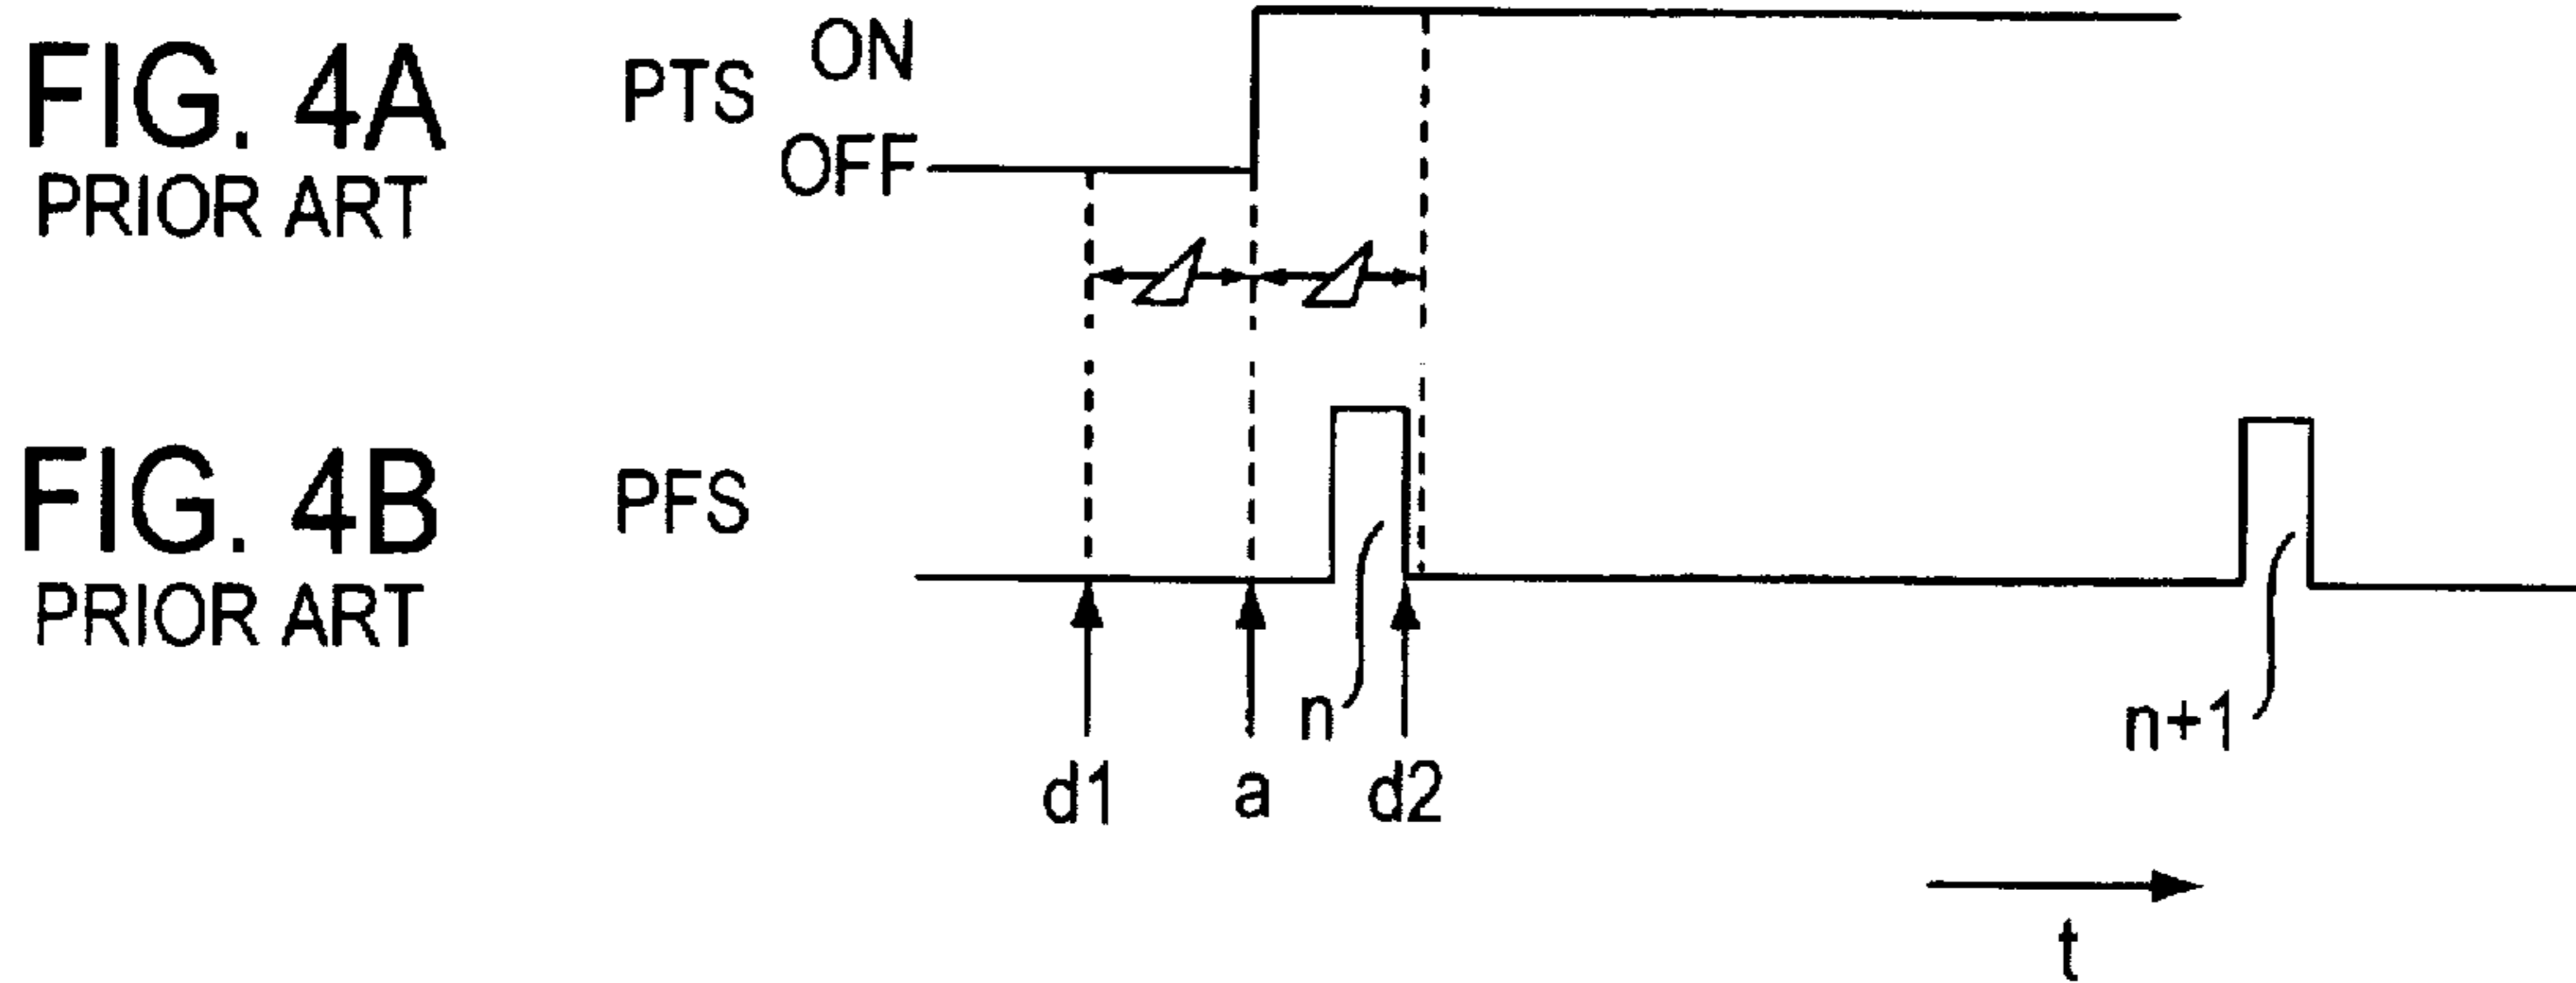 FIG. 4A
PRIOR ART
PTS
ON
OFF
FIG. 4B
PRIOR ART
PFS
n
n+1
d1
a
d2
t